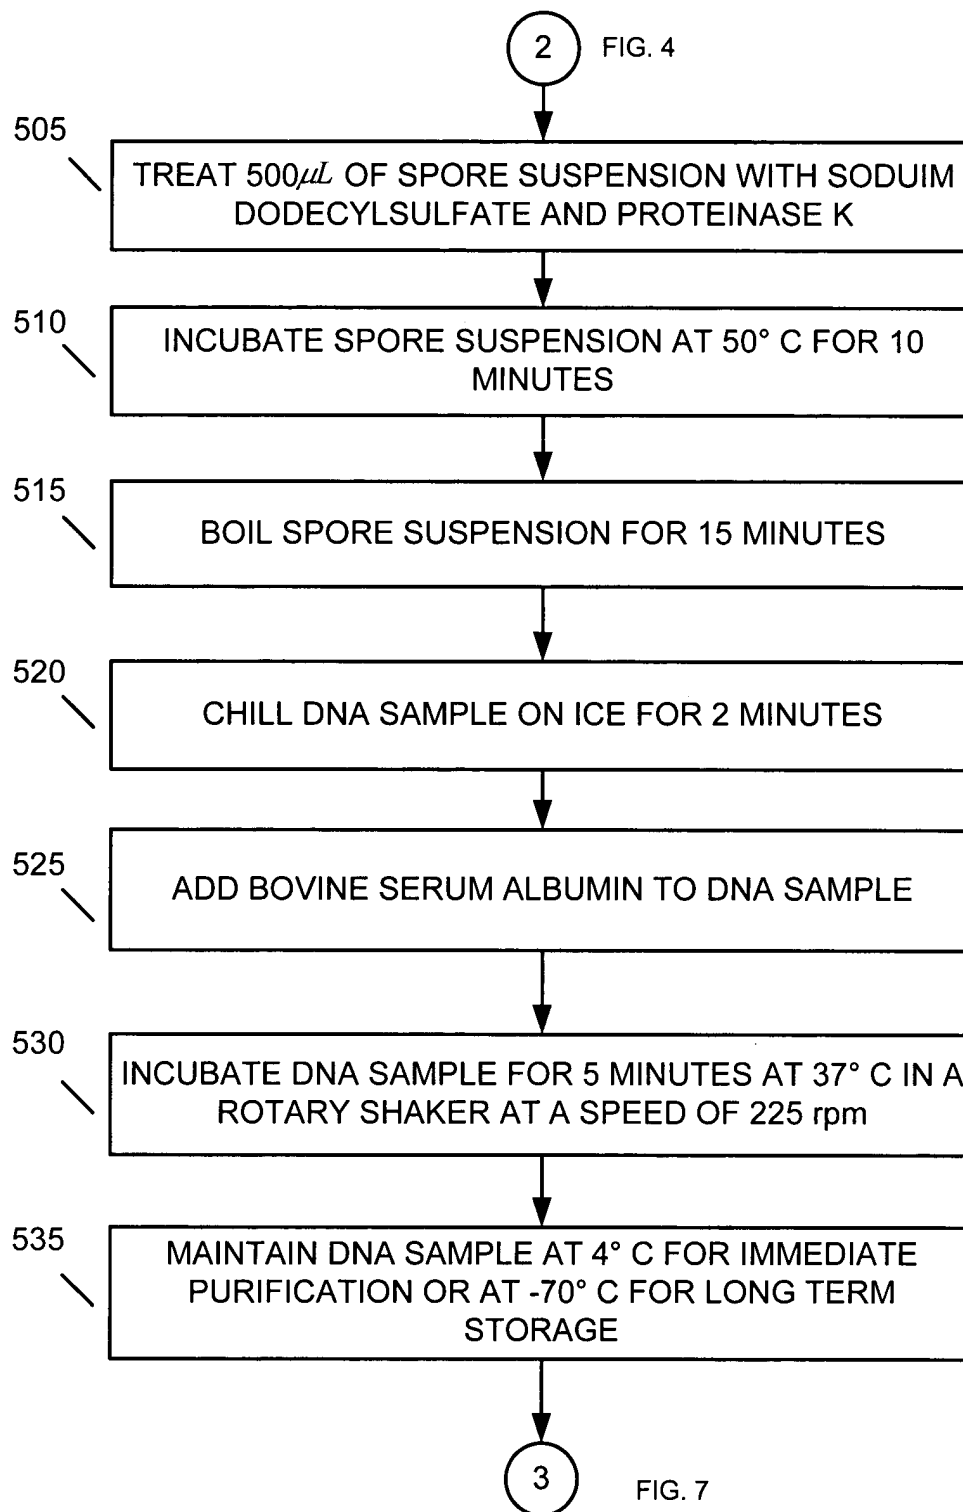 2 FIG. 4
505
TREAT 500μL OF SPORE SUSPENSION WITH SODUIM
DODECYLSULFATE AND PROTEINASE K
510
INCUBATE SPORE SUSPENSION AT 50° C FOR 10
MINUTES
515
BOIL SPORE SUSPENSION FOR 15 MINUTES
520
CHILL DNA SAMPLE ON ICE FOR 2 MINUTES
525
ADD BOVINE SERUM ALBUMIN TO DNA SAMPLE
530
INCUBATE DNA SAMPLE FOR 5 MINUTES AT 37° C IN A
ROTARY SHAKER AT A SPEED OF 225 rpm
535
MAINTAIN DNA SAMPLE AT 4° C FOR IMMEDIATE
PURIFICATION OR AT -70° C FOR LONG TERM
STORAGE
3 FIG. 7